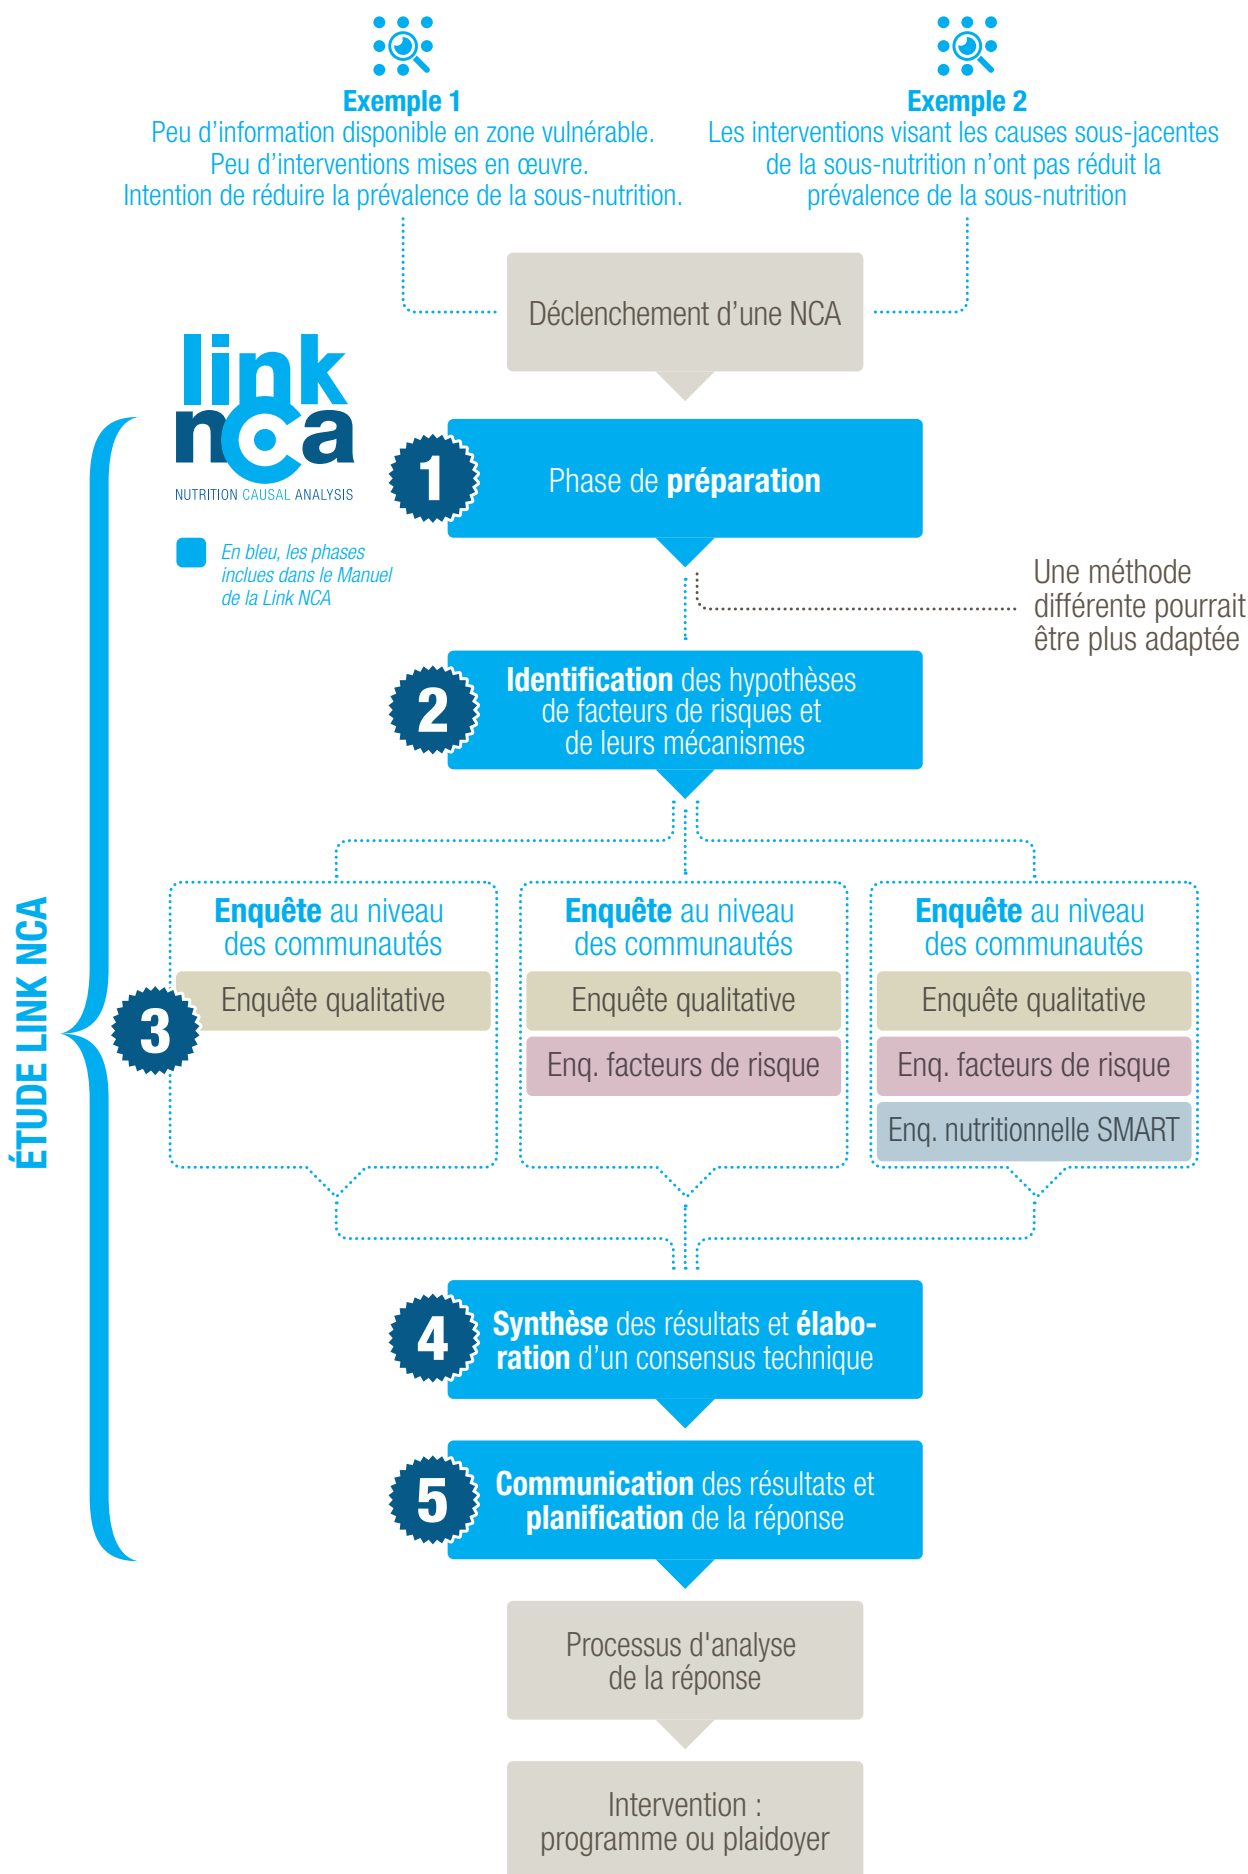 Exemple 1
Peu d’information disponible en zone vulnérable.
Peu d’interventions mises en œuvre.
Intention de réduire la prévalence de la sous-nutrition.
Exemple 2
Les interventions visant les causes sous-jacentes
de la sous-nutrition n’ont pas réduit la
prévalence de la sous-nutrition
Déclenchement d’une NCA
link
nca
NUTRITION CAUSAL ANALYSIS
En bleu, les phases
inclues dans le Manuel
de la Link NCA
ÉTUDE LINK NCA
1
Phase de préparation
Une méthode
différente pourrait
être plus adaptée
2
Identification des hypothèses
de facteurs de risques et
de leurs mécanismes
3
Enquête au niveau
des communautés
Enquête qualitative
Enquête au niveau
des communautés
Enquête qualitative
Enq. facteurs de risque
Enquête au niveau
des communautés
Enquête qualitative
Enq. facteurs de risque
Enq. nutritionnelle SMART
4
Synthèse des résultats et élabo-
ration d’un consensus technique
5
Communication des résultats et
planification de la réponse
Processus d'analyse
de la réponse
Intervention :
programme ou plaidoyer